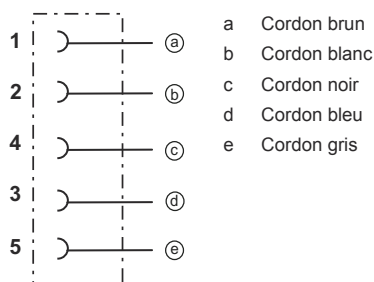 1 ⓐ
2 ⓑ
4 ⓒ
3 ⓓ
5 ⓔ
a Cordon brun
b Cordon blanc
c Cordon noir
d Cordon bleu
e Cordon gris